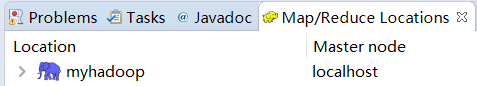 Problems Tasks @ Javadoc Map/Reduce Locations
Location Master node
myhadoop localhost